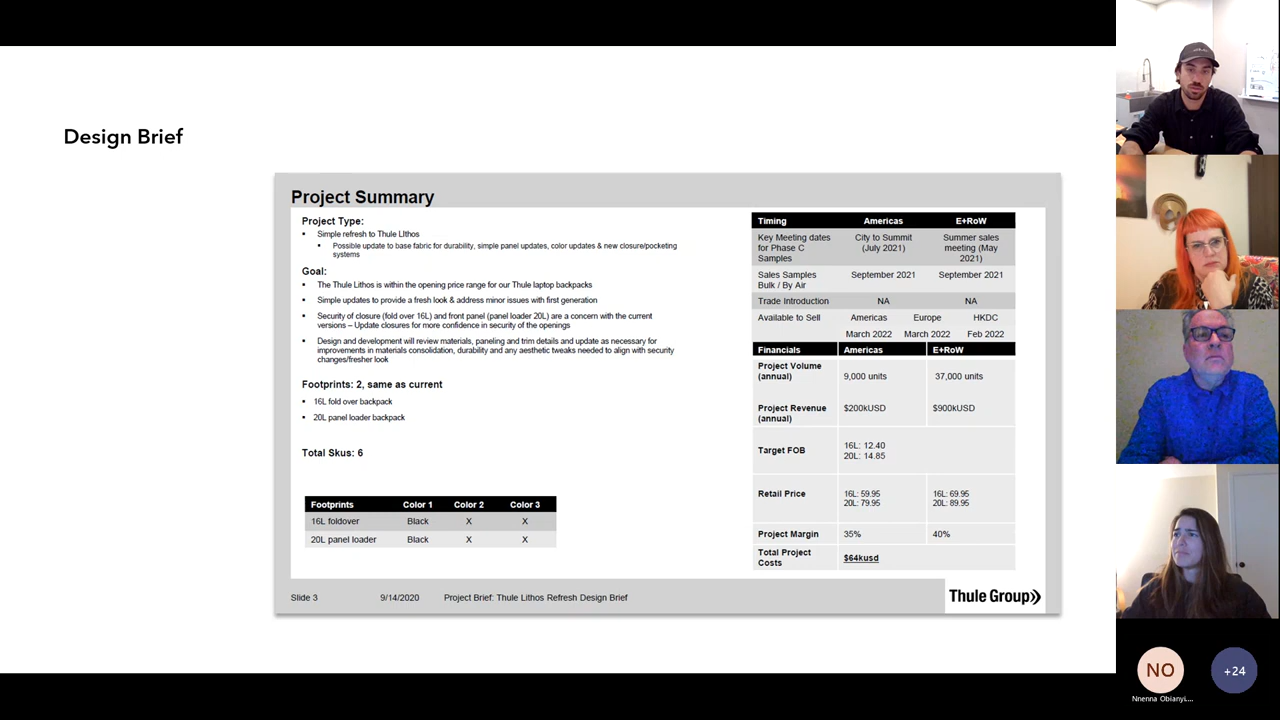 Design Brief
Project Summary
Project Type:
Simple refresh to Thule LIthos
Possible update to base fabric for durability, simple panel updates, color updates & new closure/pocketing
systems
Goal:
The Thule Lithos is within the opening price range for our Thule laptop backpacks
Simple updates to provide a fresh look & address minor issues with first generation
Security of closure (fold over 16L) and front panel (panel loader 20L) are a concern with the current
versions – Update closures for more confidence in security of the openings
Design and development will review materials, paneling and trim details and update as necessary for
improvements in materials consolidation, durability and any aesthetic tweaks needed to align with security
changes/fresher look
Footprints: 2, same as current
16L fold over backpack
20L panel loader backpack
Total Skus: 6
Footprints Color 1 Color 2 Color 3
16L foldover Black X X
20L panel loader Black X X
Timing Americas E+RoW
Key Meeting dates City to Summit Summer sales
for Phase C (July 2021) meeting (May
Samples 2021)
Sales Samples September 2021 September 2021
Bulk / By Air
Trade Introduction NA NA
Available to Sell Americas Europe HKDC
March 2022 March 2022 Feb 2022
Financials Americas E+RoW
Project Volume
(annual) 9,000 units 37,000 units
Project Revenue $200kUSD $900kUSD
(annual)
Target FOB 16L: 12.40
20L: 14.85
Retail Price 16L: 59.95 16L: 69.95
20L: 79.95 20L: 89.95
Project Margin 35% 40%
Total Project $64kusd
Costs
Slide 3 9/14/2020 Project Brief: Thule Lithos Refresh Design Brief
Thule Group
NO
+24
Nnenna Obianyi....